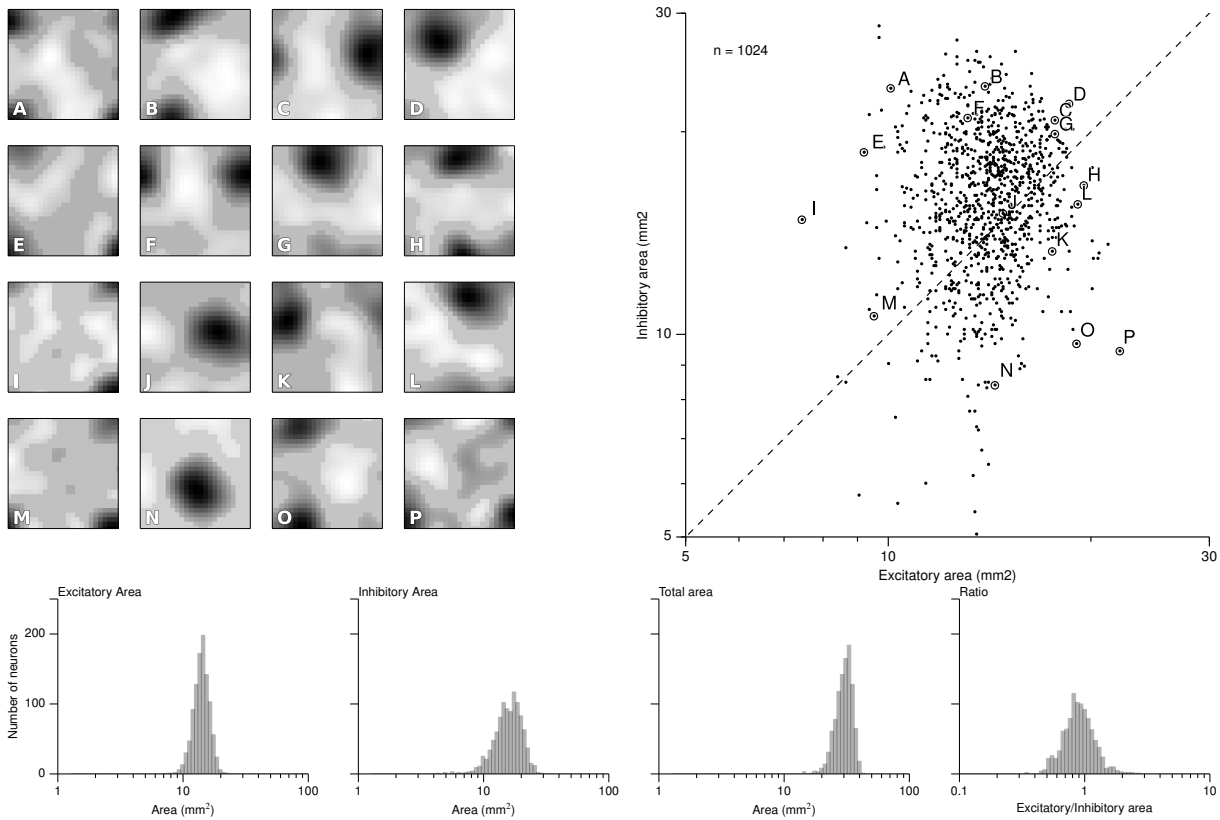 A B C D
E F G H
I J K L
M N O P
30
n = 1024
A
B
D
F
C
G
E
H
L
I
J
K
M
O
P
N
Inhibitory area (mm2)
10
5
5 10 30
Excitatory area (mm2)
Excitatory Area
Inhibitory Area
Total area
Ratio
Number of neurons
200
100
0
1 10 100
1 10 100
1 10 100
0.1 1 10
Area (mm²)
Area (mm²)
Area (mm²)
Excitatory/Inhibitory area